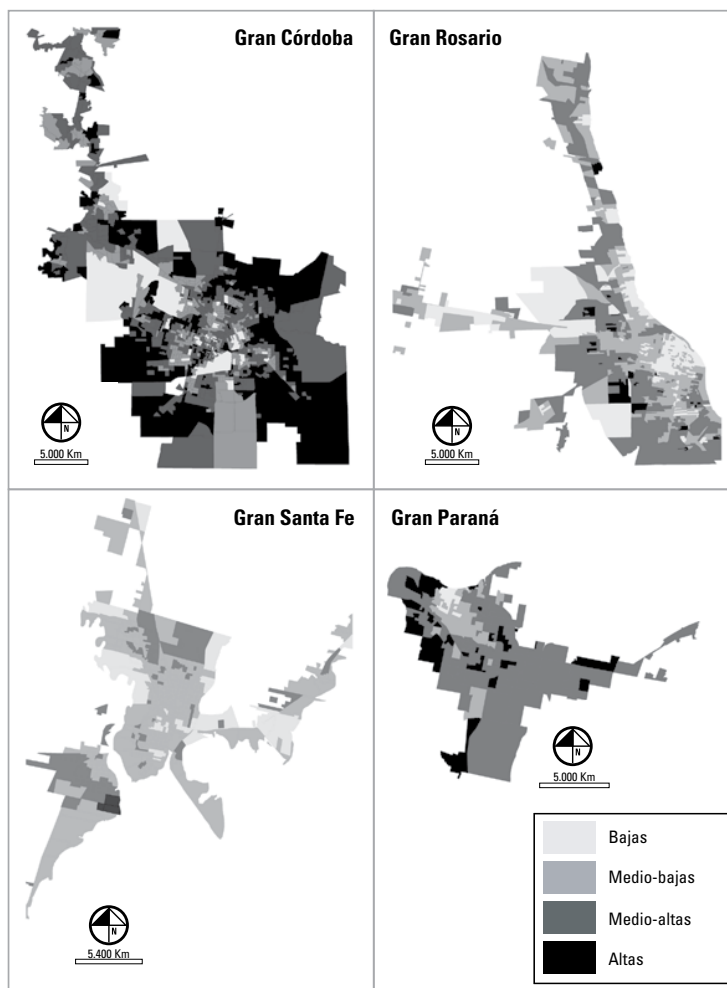 Gran Córdoba
Gran Rosario
N
5.000 Km
N
5.000 Km
Gran Santa Fe
Gran Paraná
N
5.400 Km
N
5.000 Km
Bajas
Medio-bajas
Medio-altas
Altas